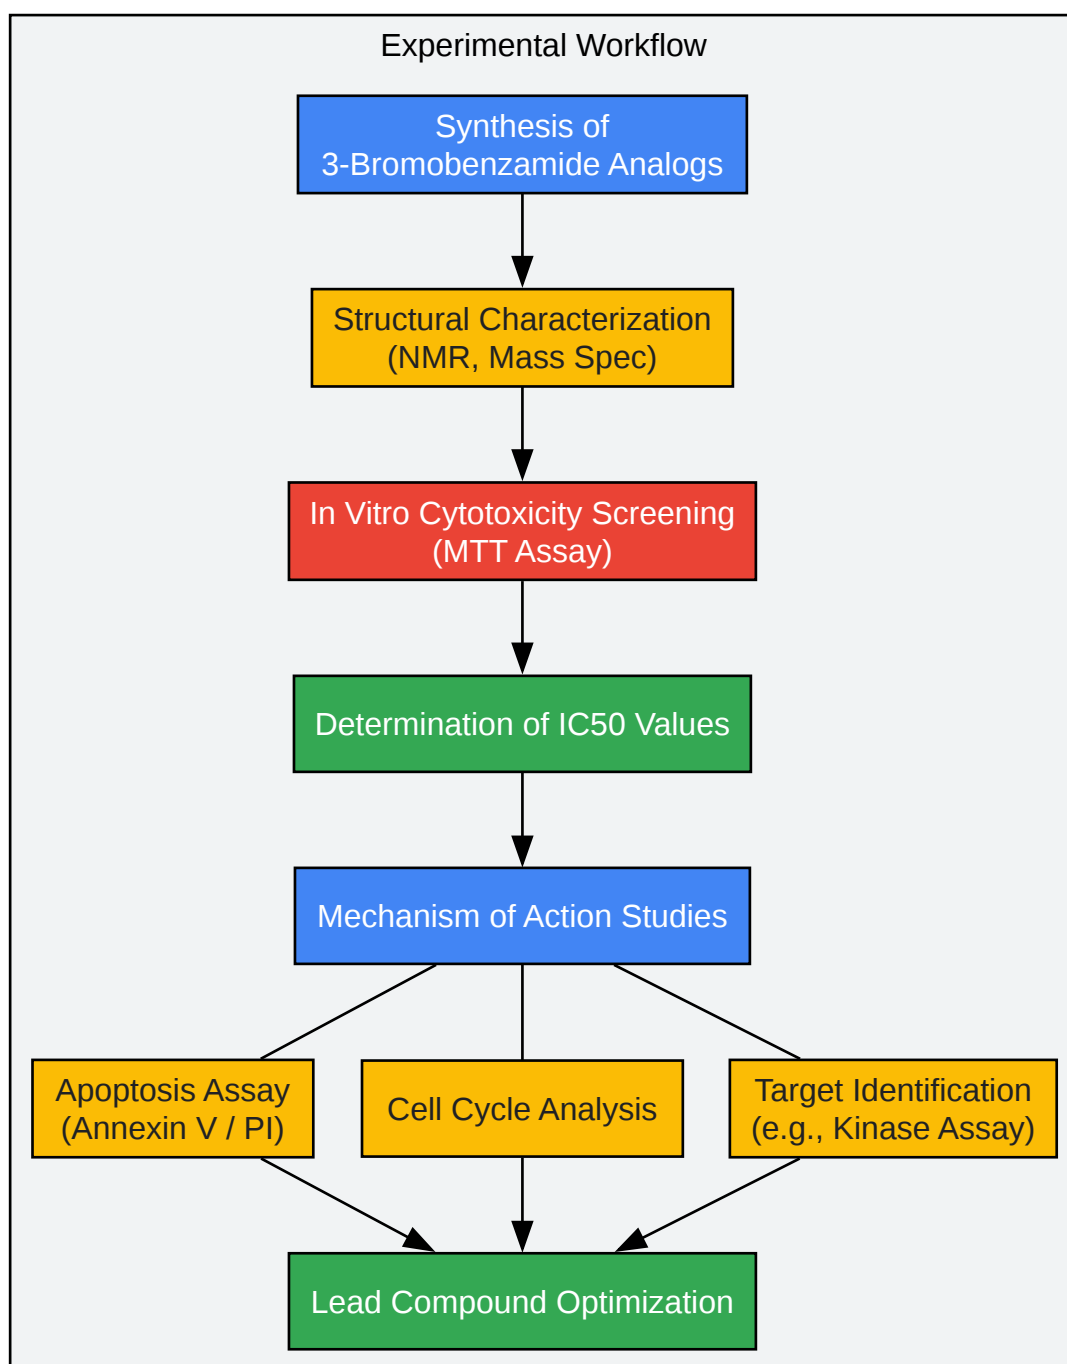 Experimental Workflow
Synthesis of
3-Bromobenzamide Analogs
Structural Characterization
(NMR, Mass Spec)
In Vitro Cytotoxicity Screening
(MTT Assay)
Determination of IC50 Values
Mechanism of Action Studies
Apoptosis Assay
(Annexin V / PI)
Cell Cycle Analysis
Target Identification
(e.g., Kinase Assay)
Lead Compound Optimization